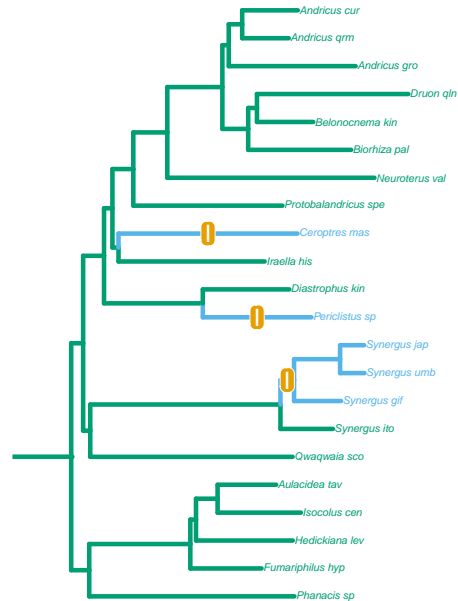 Andricus cur
Andricus qrm
Andricus gro
Druon qln
Belonocnema kin
Biorhiza pal
Neuroterus val
Protobalandricus spe
Ceroptres mas
Iraella his
Diastrophus kin
Periclistus sp
Synergus jap
Synergus umb
Synergus gif
Synergus ito
Qwaqwaia sco
Aulacidea tav
Isocolus cen
Hedickiana lev
Fumariphilus hyp
Phanacis sp